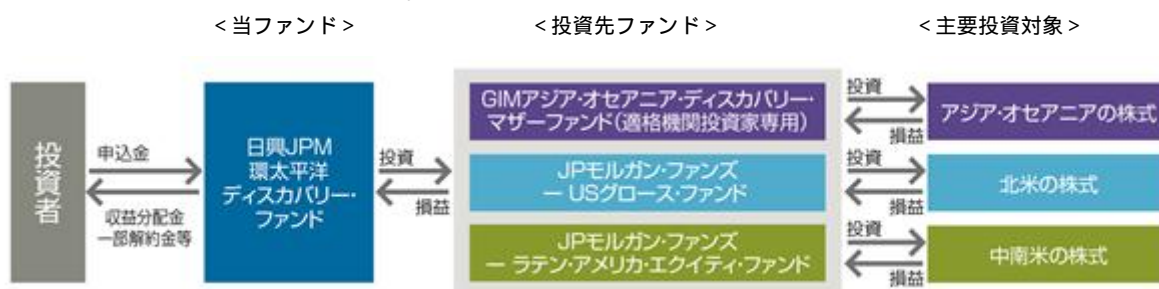 <当ファンド>
<投資先ファンド>
<主要投資対象>
投資者
申込金
収益分配金
一部解約金等
日興JPM
環太平洋
ディスカバリー・
ファンド
投資
損益
GIMアジア・オセアニア・ディスカバリー・
マザーファンド(適格機関投資家専用)
JPモルガン・ファンズ
― USグロース・ファンド
JPモルガン・ファンズ
― ラテン・アメリカ・エクイティ・ファンド
投資
損益
投資
損益
投資
損益
アジア・オセアニアの株式
北米の株式
中南米の株式